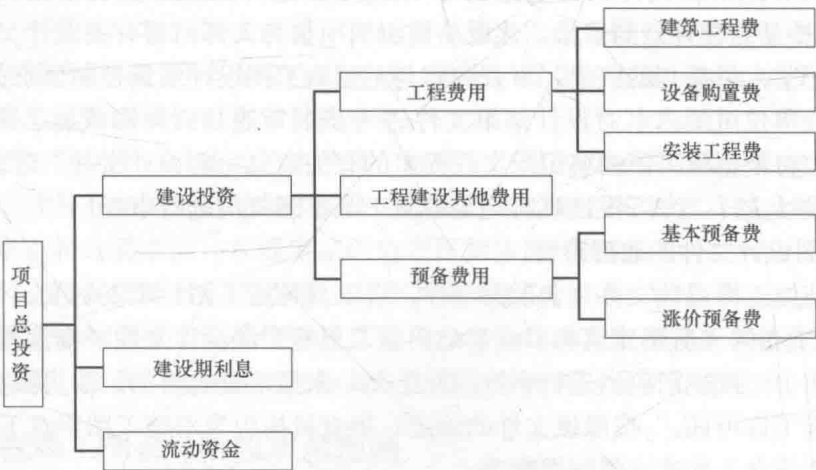 项目总投资
建设投资
工程费用
建筑工程费
设备购置费
安装工程费
工程建设其他费用
预备费用
基本预备费
涨价预备费
建设期利息
流动资金